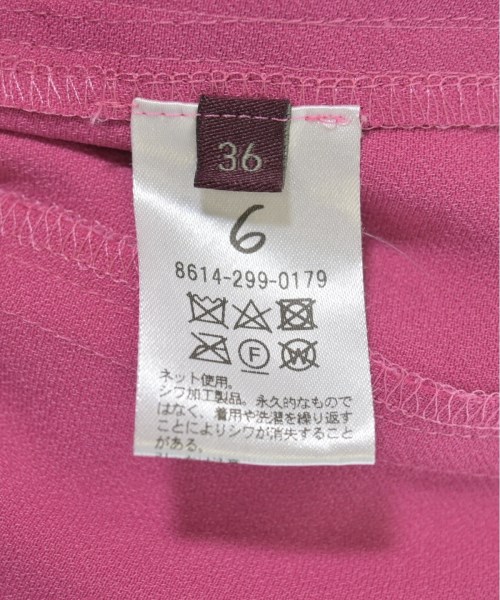 36
6
8614-299-0179
F W
ネット使用。
シワ加工製品。永久的なもので
はなく、着用や洗濯を繰り返す
ことによりシワが消失すること
がある。